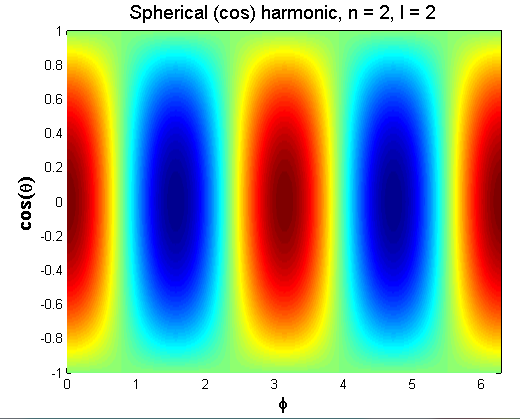 Spherical (cos) harmonic, n = 2, l = 2
1
0.8
0.6
0.4
0.2
0
-0.2
-0.4
-0.6
-0.8
-1
cos(θ)
0 1 2 3 4 5 6
ϕ